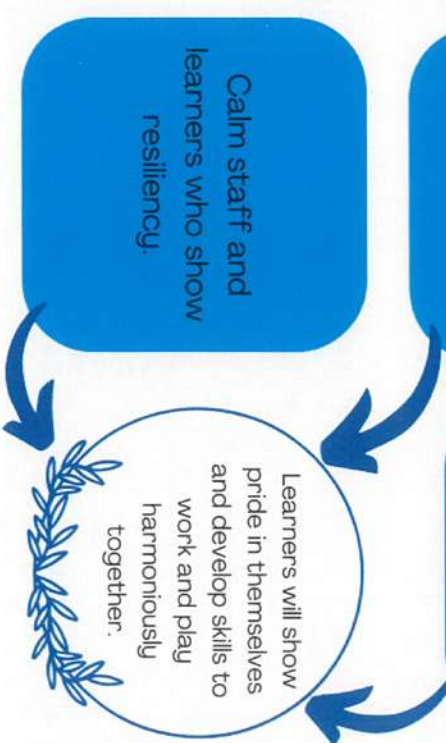 Calm staff and
learners who show
resiliency.
Learners will show
pride in themselves
and develop skills to
work and play
harmoniously
together.